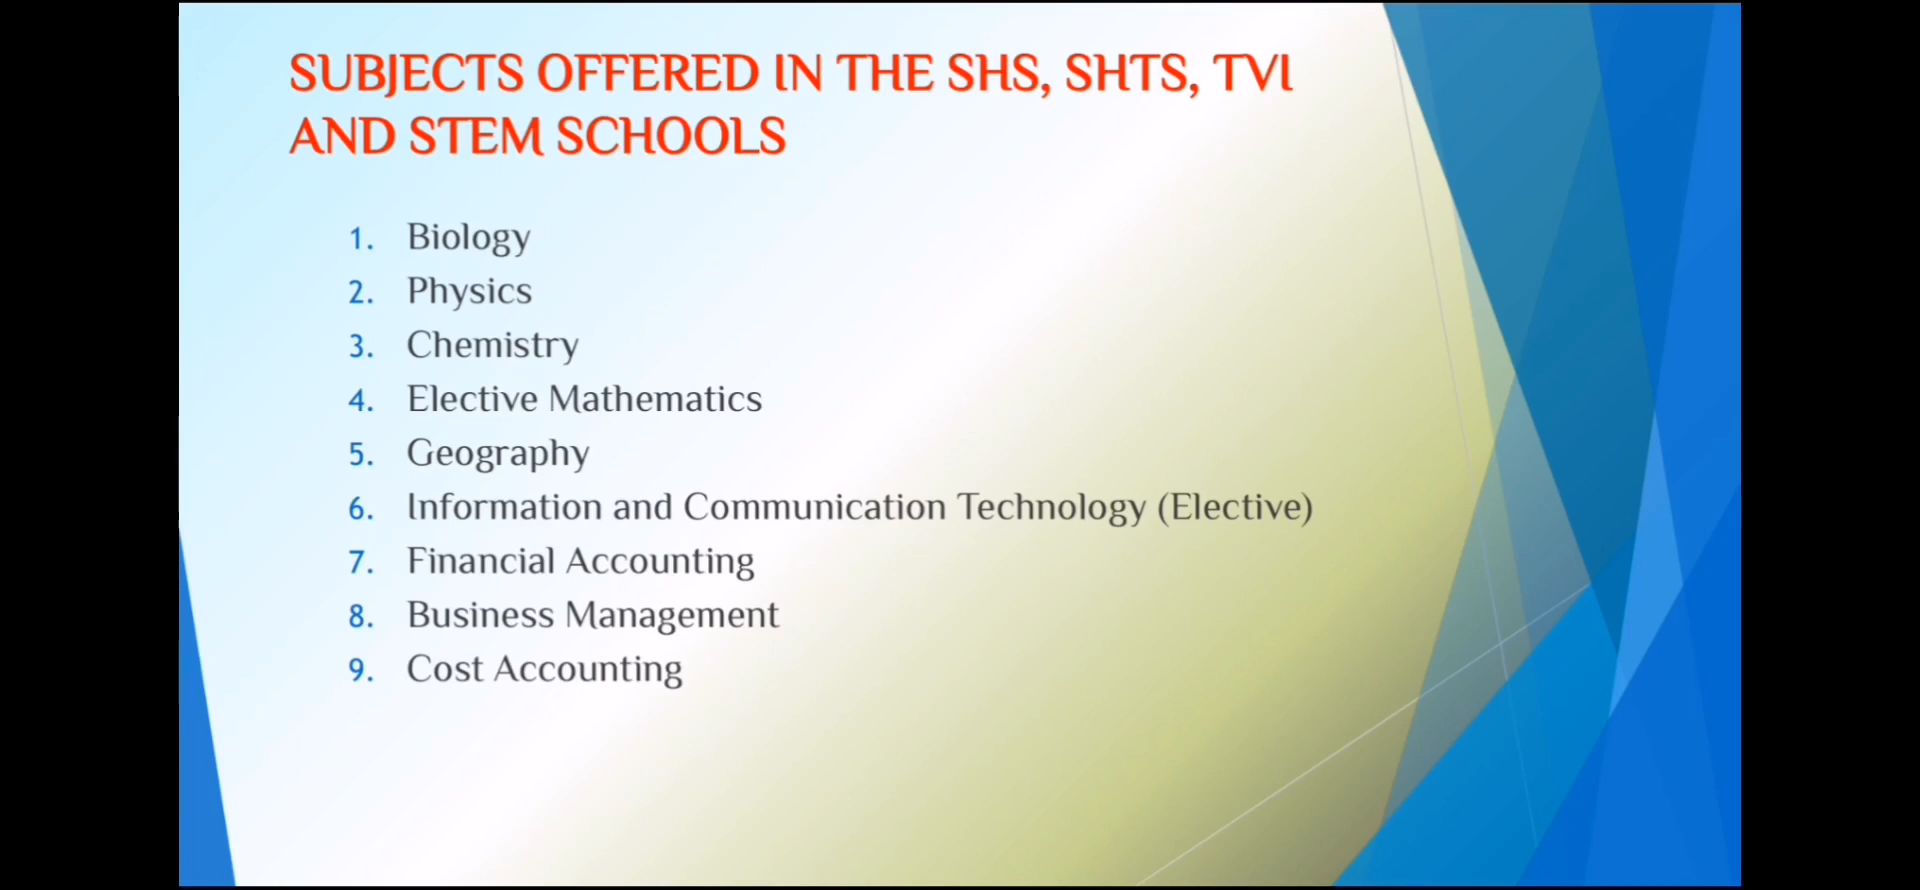 SUBJECTS OFFERED IN THE SHS, SHTS, TVI
AND STEM SCHOOLS
1. Biology
2. Physics
3. Chemistry
4. Elective Mathematics
5. Geography
6. Information and Communication Technology (Elective)
7. Financial Accounting
8. Business Management
9. Cost Accounting